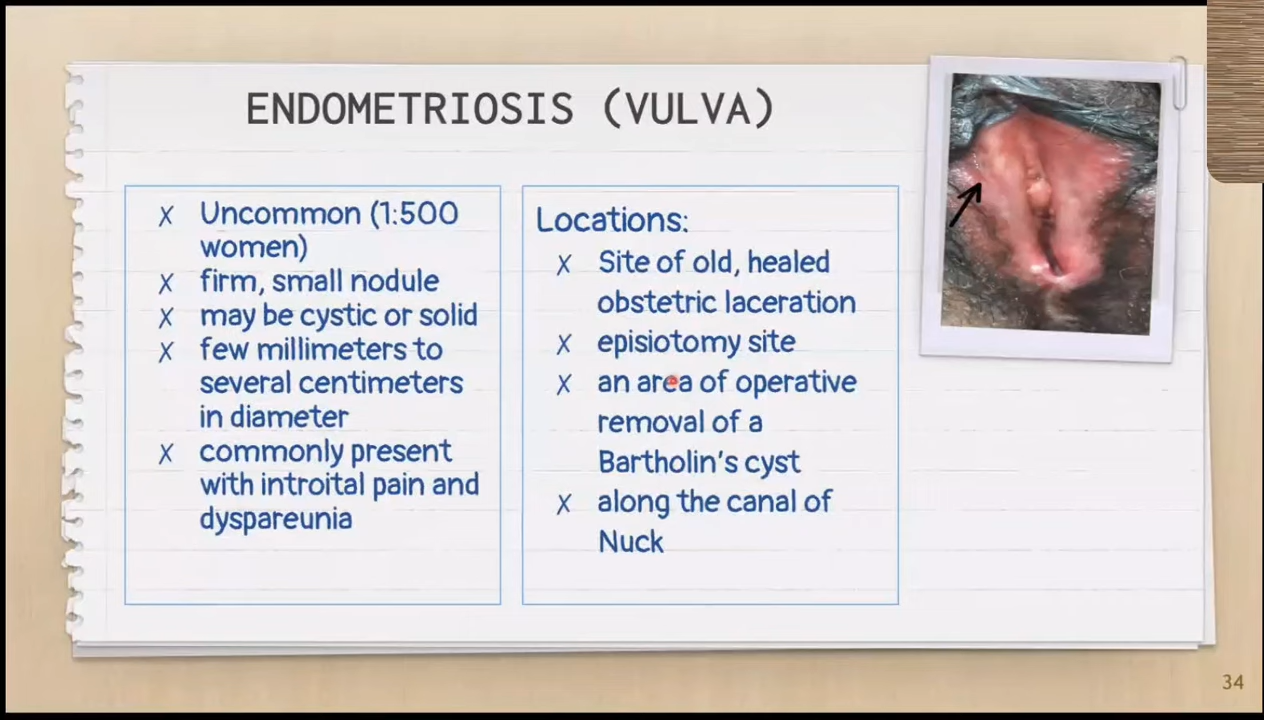 ENDOMETRIOSIS (VULVA)
X Uncommon (1:500
women)
X firm, small nodule
X may be cystic or solid
X few millimeters to
several centimeters
in diameter
X commonly present
with introital pain and
dyspareunia
Locations:
X Site of old, healed
obstetric laceration
X episiotomy site
X an area of operative
removal of a
Bartholin's cyst
X along the canal of
Nuck
34